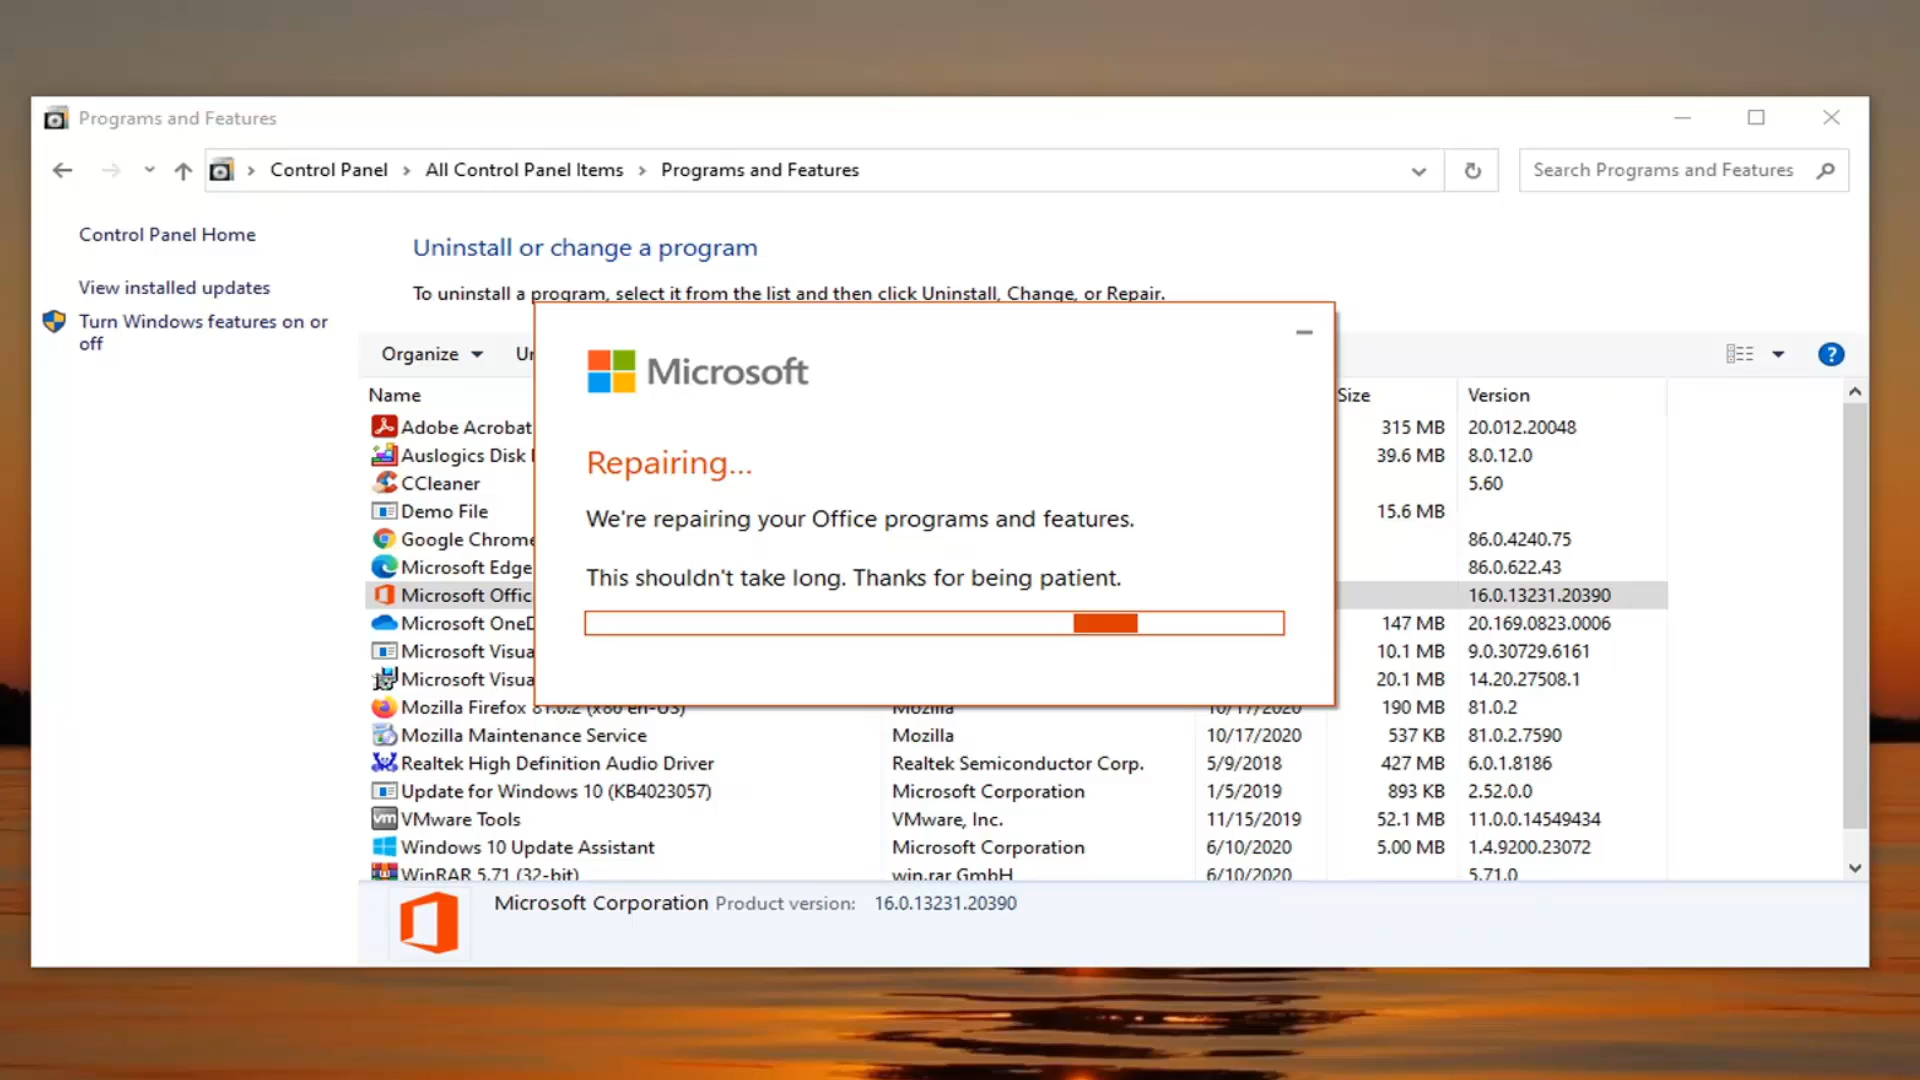 Programs and Features
Control Panel > All Control Panel Items > Programs and Features
Search Programs and Features
Control Panel Home
View installed updates
Turn Windows features on or
off
Uninstall or change a program
To uninstall a program, select it from the list and then click Uninstall, Change, or Repair.
Organize
Name Size Version
Adobe Acrobat 315 MB 20.012.20048
Auslogics Disk 39.6 MB 8.0.12.0
CCleaner 5.60
Demo File 15.6 MB
Google Chrome 86.0.4240.75
Microsoft Edge 86.0.622.43
Microsoft Offic 16.0.13231.20390
Microsoft OneD 147 MB 20.169.0823.0006
Microsoft Visua 10.1 MB 9.0.30729.6161
Microsoft Visua 20.1 MB 14.20.27508.1
Mozilla Firefox 81.0.2 (x86 en-US) Mozilla 10/17/2020 190 MB 81.0.2
Mozilla Maintenance Service Mozilla 10/17/2020 537 KB 81.0.2.7590
Realtek High Definition Audio Driver Realtek Semiconductor Corp. 5/9/2018 427 MB 6.0.1.8186
Update for Windows 10 (KB4023057) Microsoft Corporation 1/5/2019 893 KB 2.52.0.0
VMware Tools VMware, Inc. 11/15/2019 52.1 MB 11.0.0.14549434
Windows 10 Update Assistant Microsoft Corporation 6/10/2020 5.00 MB 1.4.9200.23072
WinRAR 5.71 (32-bit) win.rar GmbH 6/10/2020 5.71.0
Microsoft
Repairing...
We're repairing your Office programs and features.
This shouldn't take long. Thanks for being patient.
Microsoft Corporation Product version: 16.0.13231.20390